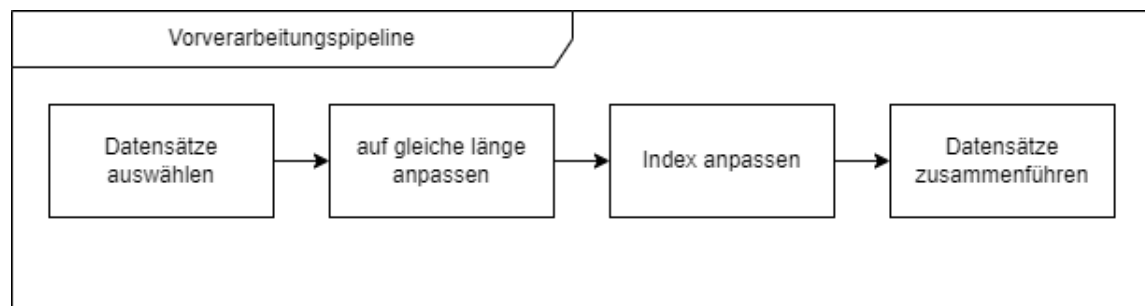 Vorverarbeitungspipeline
Datensätze
auswählen
auf gleiche länge
anpassen
Index anpassen
Datensätze
zusammenführen